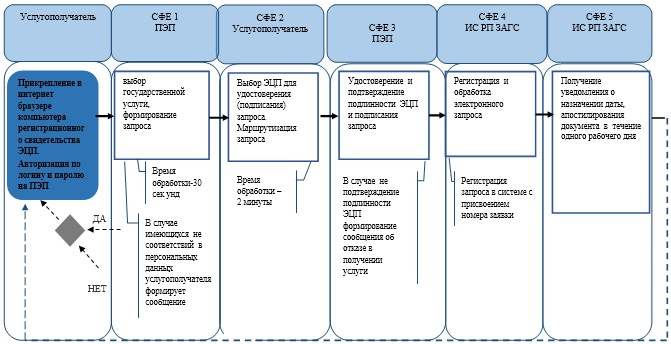 Услугополучатель
СФЕ 1
ПЭП
СФЕ 2
Услугополучатель
СФЕ 3
ПЭП
СФЕ 4
ИС РП ЗАГС
СФЕ 5
ИС РП ЗАГС
Прикрепление в
интернет
браузере
компьютера
регистрационног
о свидетельства
ЭЦП.
Авторизация по
логину и паролю
на ПЭП
выбор
государственной
услуги,
формирование
запроса
Выбор ЭЦП для
удостоверения
(подписания)
запроса.
Маршрутизация
запроса.
Удостоверение и
подтверждение
подлинности ЭЦП
и подписания
запроса
Регистрация и
обработка
электронного
запроса
Получение
уведомления о
назначении даты,
апостилирования
документа в течение
одного рабочего дня
Время
обработки-30
сек унд
Время
обработки –
2 минуты
В случае не
подтверждение
подлинности
ЭЦП
формирование
сообщения об
отказе в
получении
услуги
Регистрация
запроса в системе с
присвоением
номера заявки
ДА
В случае
имеющихся не
соответствий в
персональных
данных
услугополучателя
формирует
сообщение
НЕТ